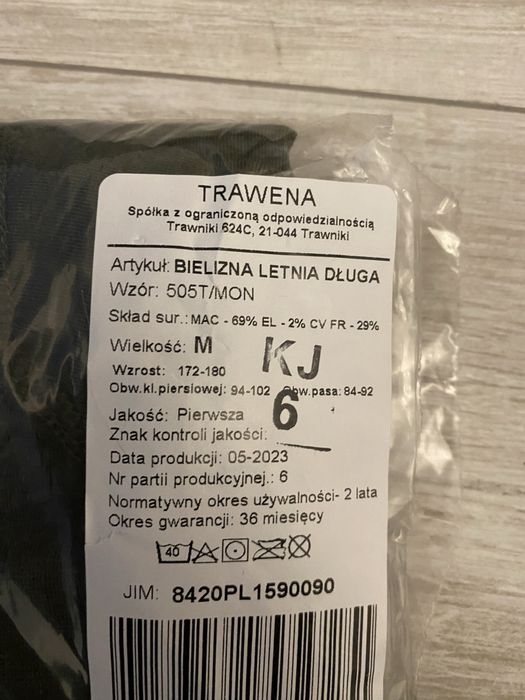 TRAWENA
Spółka z ograniczoną odpowiedzialnością
Trawniki 624C, 21-044 Trawniki
Artykuł: BIELIZNA LETNIA DŁUGA
Wzór: 505T/MON
Skład sur.: MAC - 69% EL - 2% CV FR - 29%
Wielkość: M KJ
Wzrost: 172-180
Obw.kl.piersiowej: 94-102 Obw.pasa: 84-92
Jakość: Pierwsza 6
Znak kontroli jakości:
Data produkcji: 05-2023
Nr partii produkcyjnej.: 6
Normatywny okres używalności- 2 lata
Okres gwarancji: 36 miesięcy
40
JIM: 8420PL1590090